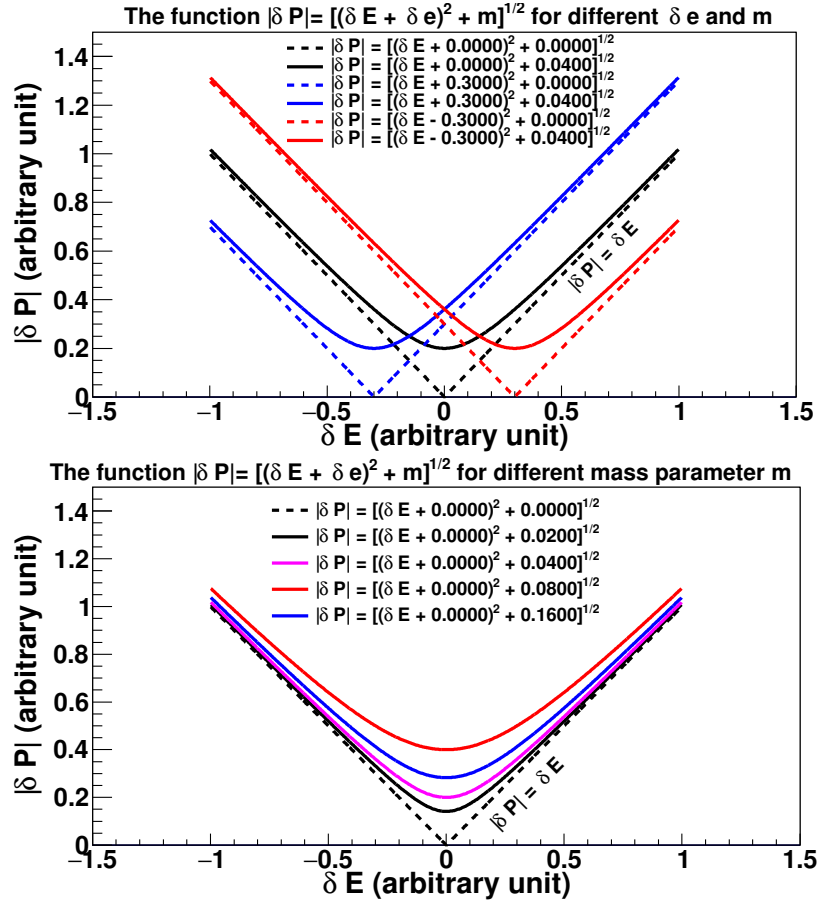 The function |δ P|= [(δ E + δ e)² + m]^1/2 for different δ e and m
|δ P| = [(δ E + 0.0000)² + 0.0000]^1/2
|δ P| = [(δ E + 0.0000)² + 0.0400]^1/2
|δ P| = [(δ E + 0.3000)² + 0.0000]^1/2
|δ P| = [(δ E + 0.3000)² + 0.0400]^1/2
|δ P| = [(δ E - 0.3000)² + 0.0000]^1/2
|δ P| = [(δ E - 0.3000)² + 0.0400]^1/2
1.4
1.2
1
0.8
0.6
0.4
0.2
0
|δ P| (arbitrary unit)
|δ P| = δ E
−1.5 −1 −0.5 0 0.5 1 1.5
δ E (arbitrary unit)
The function |δ P|= [(δ E + δ e)² + m]^1/2 for different mass parameter m
|δ P| = [(δ E + 0.0000)² + 0.0000]^1/2
|δ P| = [(δ E + 0.0000)² + 0.0200]^1/2
|δ P| = [(δ E + 0.0000)² + 0.0400]^1/2
|δ P| = [(δ E + 0.0000)² + 0.0800]^1/2
|δ P| = [(δ E + 0.0000)² + 0.1600]^1/2
1.4
1.2
1
0.8
0.6
0.4
0.2
0
|δ P| (arbitrary unit)
|δ P| = δ E
−1.5 −1 −0.5 0 0.5 1 1.5
δ E (arbitrary unit)